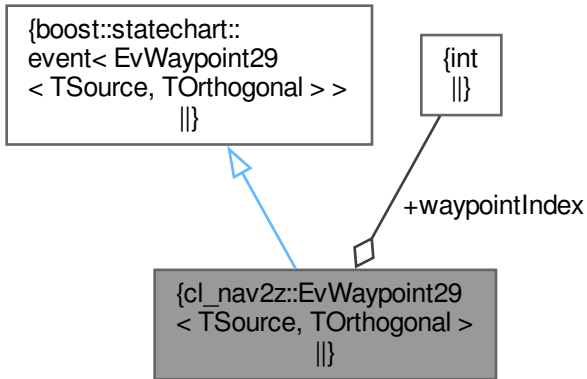 {boost::statechart::
event< EvWaypoint29
< TSource, TOrthogonal > >
||}
{int
||}
+waypointIndex
{cl_nav2z::EvWaypoint29
< TSource, TOrthogonal >
||}